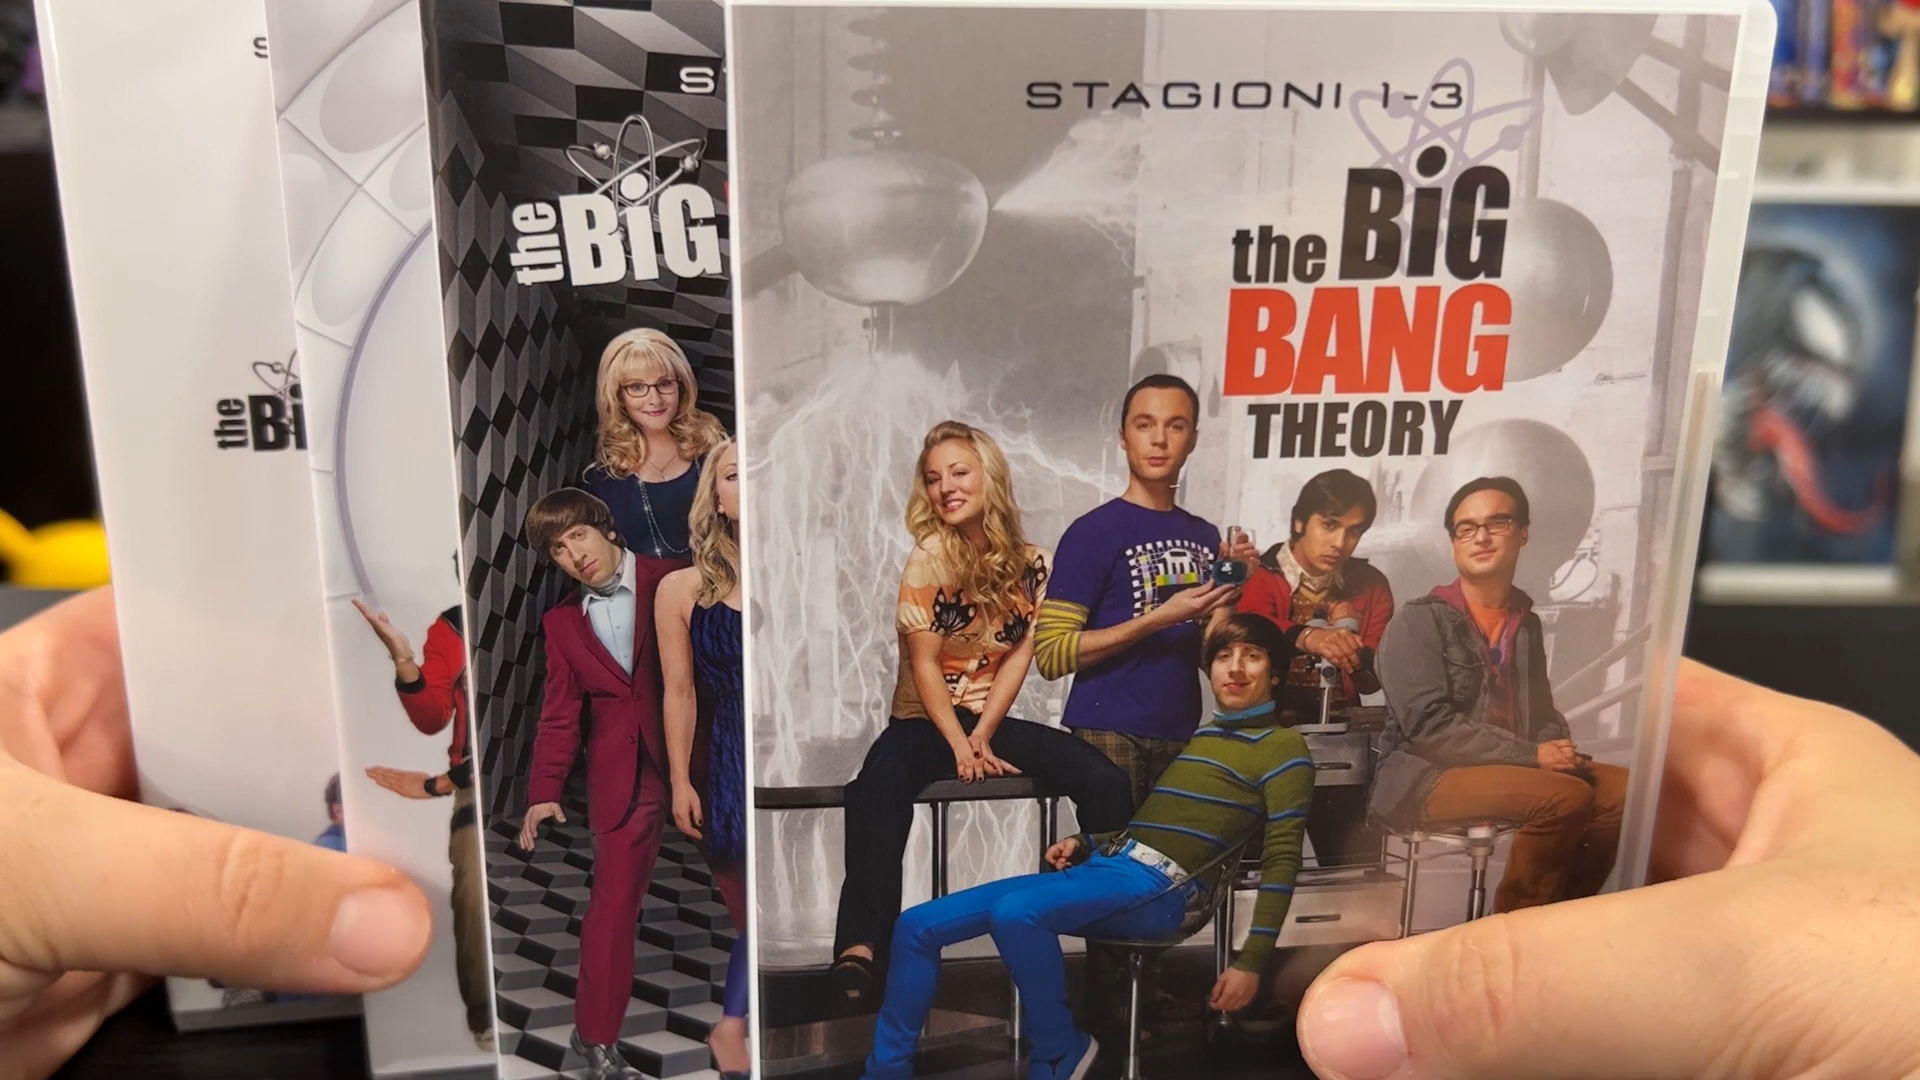 STAGIONI 1-3
the BiG
BANG
THEORY
S
the BiG
S
the Bi